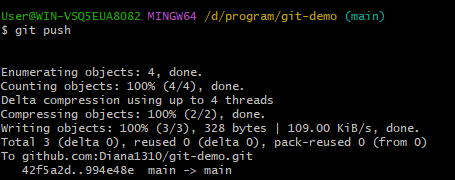 User@WIN-VSQ5EUA8O82 MINGW64 /d/program/git-demo (main)
$ git push
Enumerating objects: 4, done.
Counting objects: 100% (4/4), done.
Delta compression using up to 4 threads
Compressing objects: 100% (2/2), done.
Writing objects: 100% (3/3), 328 bytes | 109.00 KiB/s, done.
Total 3 (delta 0), reused 0 (delta 0), pack-reused 0 (from 0)
To github.com:Diana1310/git-demo.git
   42f5a2d..994e48e  main -> main